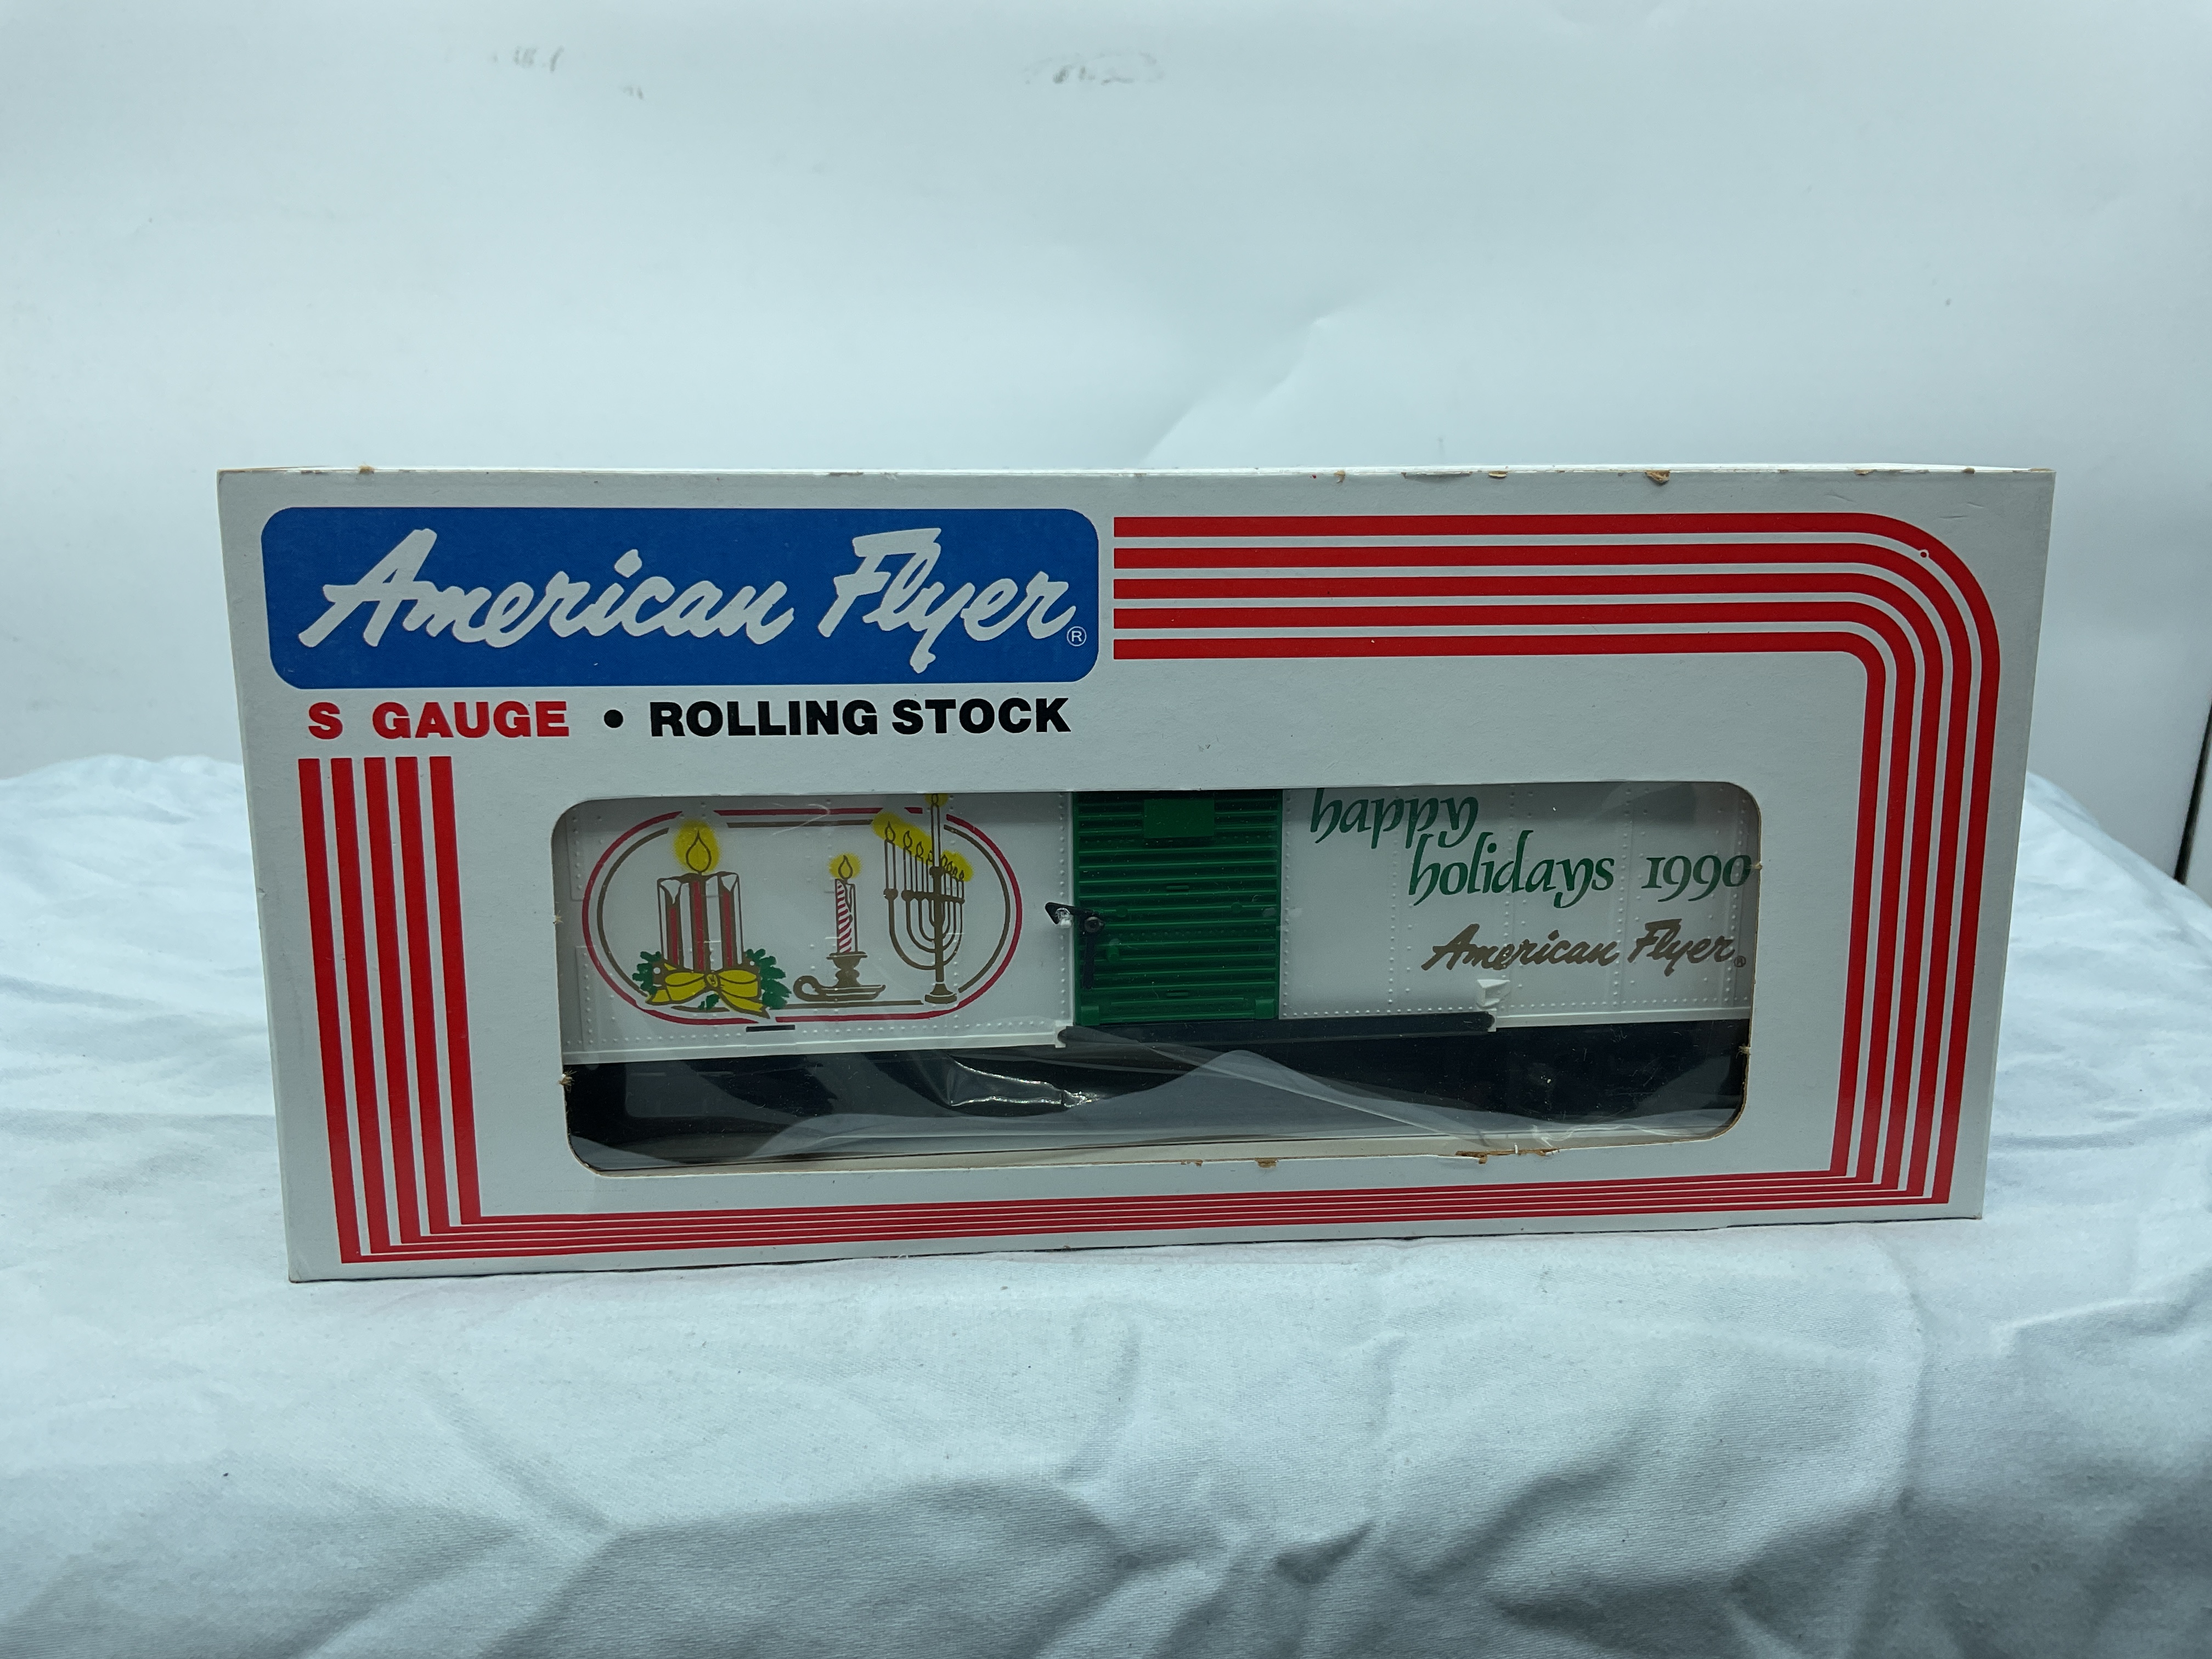 American Flyer®
S GAUGE • ROLLING STOCK
happy
holidays 1990
American Flyer®